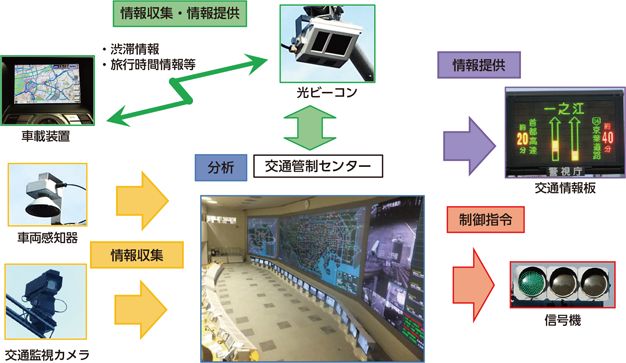 情報収集・情報提供
・渋滞情報
・旅行時間情報等
車載装置
光ビーコン
情報提供
一之江
首都高速
約20分
14
京葉道路
約40分
警視庁
交通情報板
分析
交通管制センター
車両感知器
情報収集
制御指令
交通監視カメラ
信号機